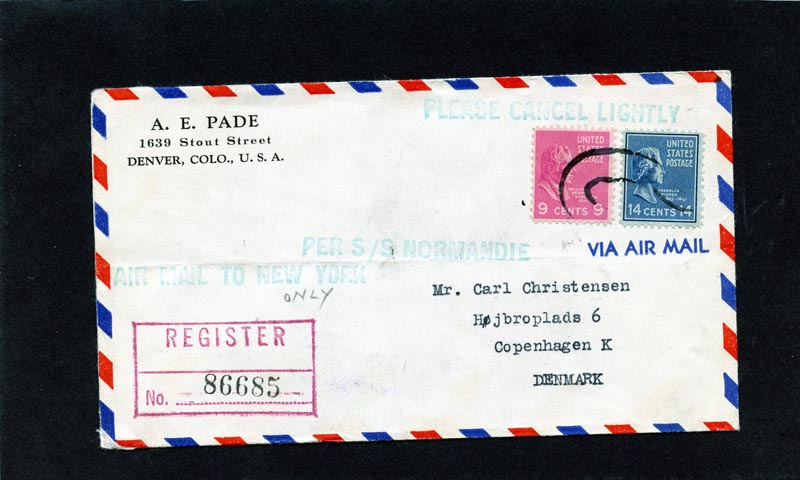 A. E. PADE
1639 Stout Street
DENVER, COLO., U. S. A.
PLEASE CANCEL LIGHTLY
UNITED
STATES
POSTAGE
9 CENTS 9
UNITED
STATES
POSTAGE
FRANKLIN
PIERCE
14 CENTS 14
VIA AIR MAIL
PER S/S NORMANDIE
AIR MAIL TO NEW YORK
ONLY
Mr. Carl Christensen
Højbroplads 6
Copenhagen K
DENMARK
REGISTER
No. 86685